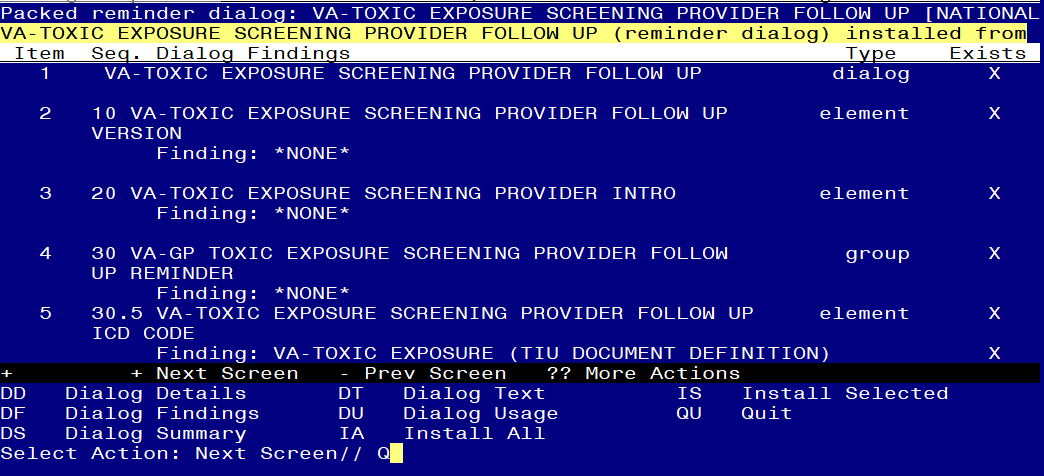 Packed reminder dialog: VA-TOXIC EXPOSURE SCREENING PROVIDER FOLLOW UP [NATIONAL
VA-TOXIC EXPOSURE SCREENING PROVIDER FOLLOW UP (reminder dialog) installed from
Item  Seq. Dialog Findings  Type  Exists
1  VA-TOXIC EXPOSURE SCREENING PROVIDER FOLLOW UP  dialog  X
2  10 VA-TOXIC EXPOSURE SCREENING PROVIDER FOLLOW UP  element  X
VERSION
Finding: *NONE*
3  20 VA-TOXIC EXPOSURE SCREENING PROVIDER INTRO  element  X
Finding: *NONE*
4  30 VA-GP TOXIC EXPOSURE SCREENING PROVIDER FOLLOW  group  X
UP REMINDER
Finding: *NONE*
5  30.5 VA-TOXIC EXPOSURE SCREENING PROVIDER FOLLOW UP  element  X
ICD CODE
Finding: VA-TOXIC EXPOSURE (TIU DOCUMENT DEFINITION)  X
+  + Next Screen  - Prev Screen  ?? More Actions
DD  Dialog Details  DT  Dialog Text  IS  Install Selected
DF  Dialog Findings  DU  Dialog Usage  QU  Quit
DS  Dialog Summary  IA  Install All
Select Action: Next Screen// Q